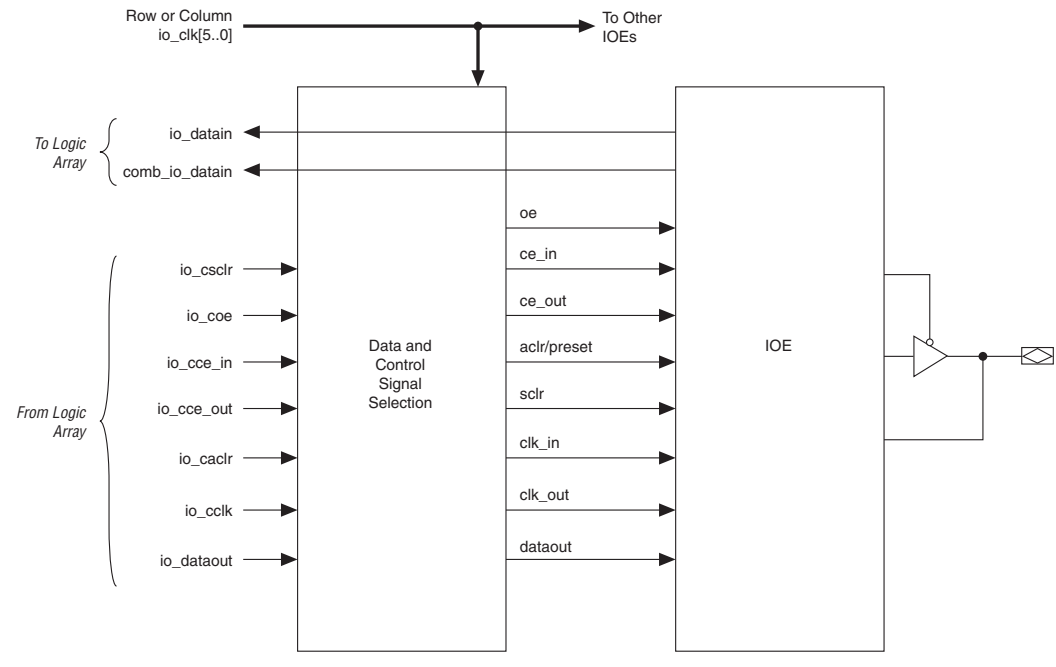 Row or Column
io_clk[5..0]
To Other
IOEs
To Logic
Array
io_datain
comb_io_datain
From Logic
Array
io_csclr
io_coe
io_cce_in
io_cce_out
io_caclr
io_cclk
io_dataout
Data and
Control
Signal
Selection
oe
ce_in
ce_out
aclr/preset
sclr
clk_in
clk_out
dataout
IOE